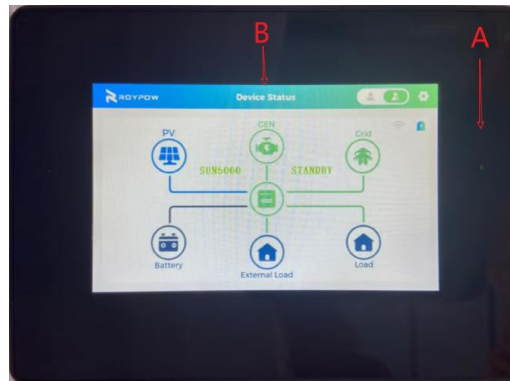 B
A
ROYPOW
Device Status
PV
GEN
Grid
SUN5000
STANDBY
Battery
External Load
Load